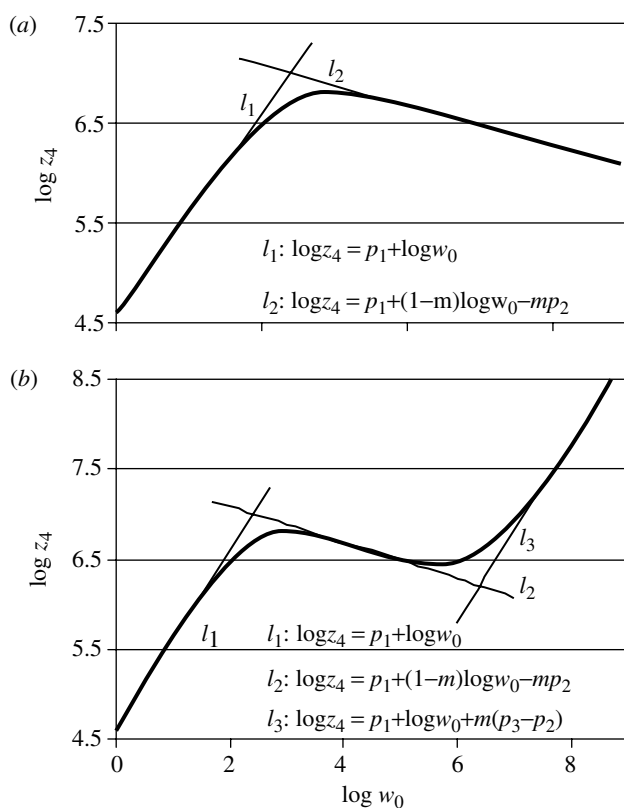 (a)
7.5
6.5
5.5
4.5
log z4
l1
l2
l1: logz4 = p1+logw0
l2: logz4 = p1+(1–m)logw0–mp2
(b)
8.5
7.5
6.5
5.5
4.5
log z4
l1
l3
l2
l1: logz4 = p1+logw0
l2: logz4 = p1+(1–m)logw0–mp2
l3: logz4 = p1+logw0+m(p3–p2)
0 2 4 6 8
log w0